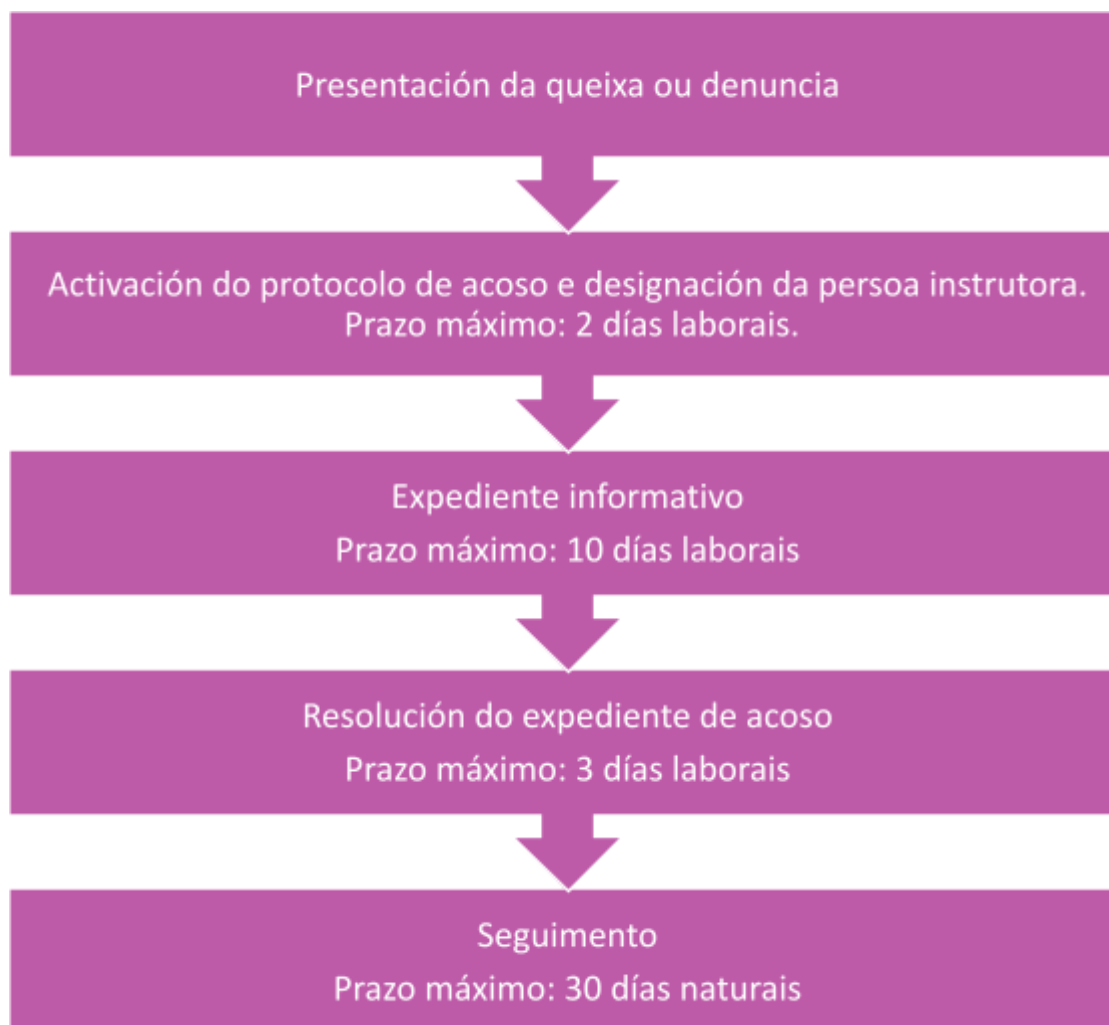 Presentación da queixa ou denuncia
Activación do protocolo de acoso e designación da persoa instrutora.
Prazo máximo: 2 días laborais.
Expediente informativo
Prazo máximo: 10 días laborais
Resolución do expediente de acoso
Prazo máximo: 3 días laborais
Seguimento
Prazo máximo: 30 días naturais